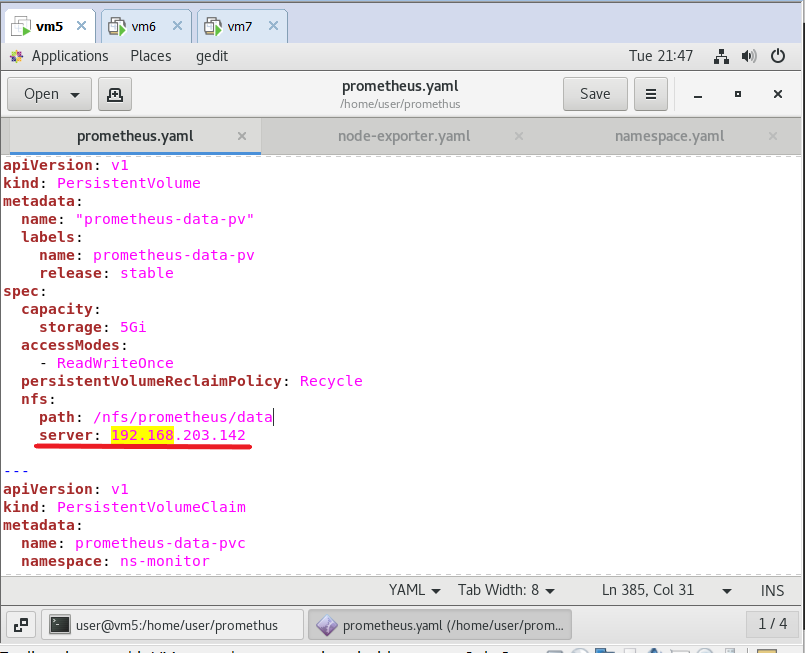 vm5 vm6 vm7
Applications Places gedit Tue 21:47
Open prometheus.yaml Save
/home/user/promethus
prometheus.yaml node-exporter.yaml namespace.yaml
apiVersion: v1
kind: PersistentVolume
metadata:
  name: "prometheus-data-pv"
  labels:
    name: prometheus-data-pv
    release: stable
spec:
  capacity:
    storage: 5Gi
  accessModes:
    - ReadWriteOnce
  persistentVolumeReclaimPolicy: Recycle
  nfs:
    path: /nfs/prometheus/data
    server: 192.168.203.142
---
apiVersion: v1
kind: PersistentVolumeClaim
metadata:
  name: prometheus-data-pvc
  namespace: ns-monitor
YAML Tab Width: 8 Ln 385, Col 31 INS
user@vm5:/home/user/promethus prometheus.yaml (/home/user/prom... 1 / 4